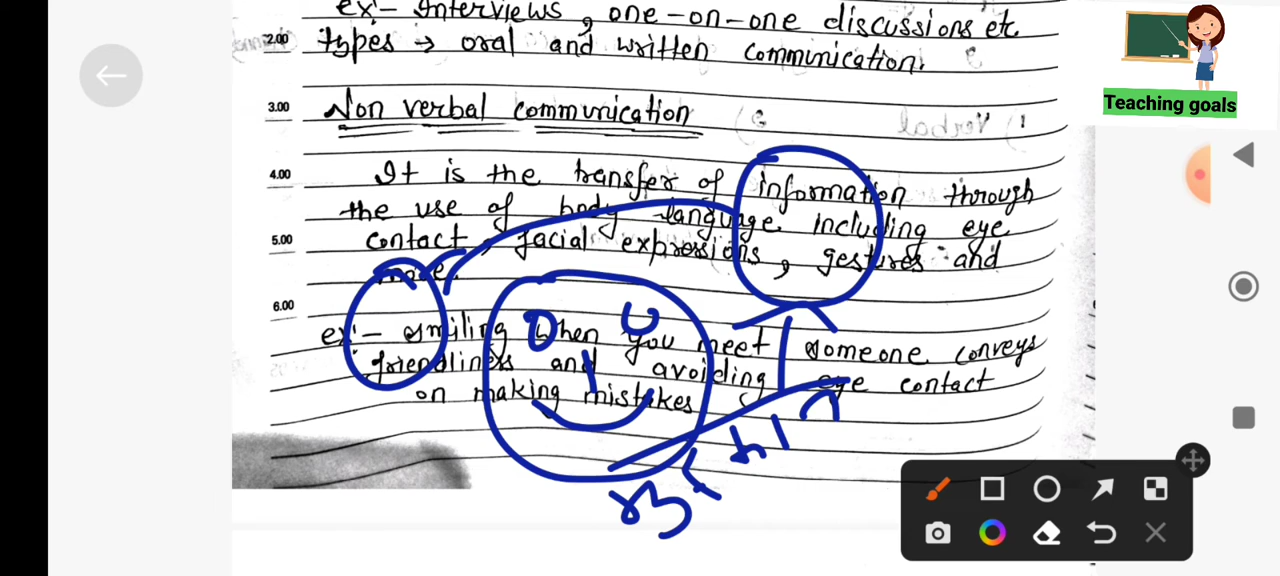 ex:- Interviews, one-on-one discussions etc.
2.00 types → oral and written communication.
Teaching goals
3.00 Non verbal communication
4.00 It is the transfer of information through
the use of body language including eye
5.00 contact, facial expressions, gestures and
more.
6.00
ex:- smiling when you meet someone conveys
friendliness and avoiding eye contact
on making mistakes